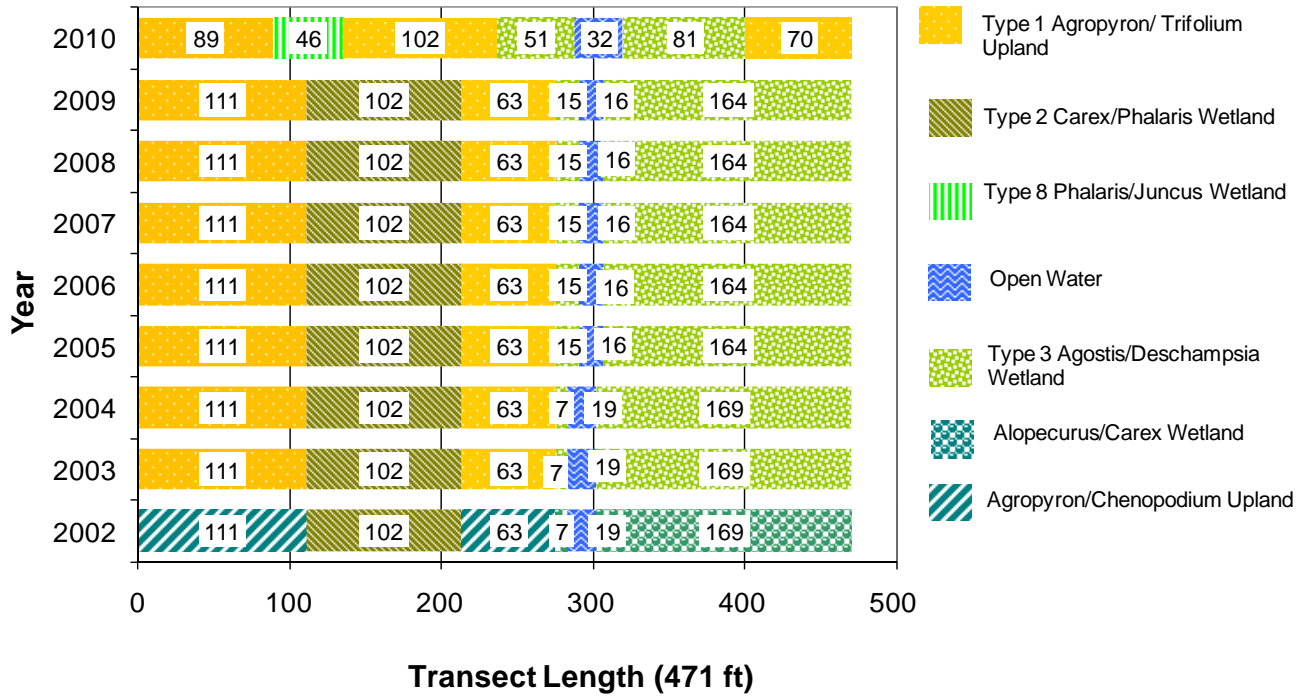 2010 89 46 102 51 32 81 70
2009 111 102 63 15 16 164
2008 111 102 63 15 16 164
2007 111 102 63 15 16 164
2006 111 102 63 15 16 164
2005 111 102 63 15 16 164
2004 111 102 63 7 19 169
2003 111 102 63 7 19 169
2002 111 102 63 7 19 169
0 100 200 300 400 500
Year
Transect Length (471 ft)
Type 1 Agropyron/ Trifolium
Upland
Type 2 Carex/Phalaris Wetland
Type 8 Phalaris/Juncus Wetland
Open Water
Type 3 Agostis/Deschampsia
Wetland
Alopecurus/Carex Wetland
Agropyron/Chenopodium Upland